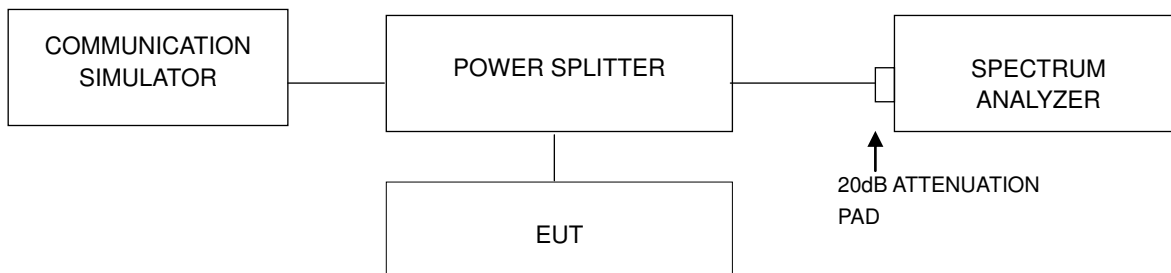 COMMUNICATION
SIMULATOR
POWER SPLITTER
SPECTRUM
ANALYZER
20dB ATTENUATION
PAD
EUT